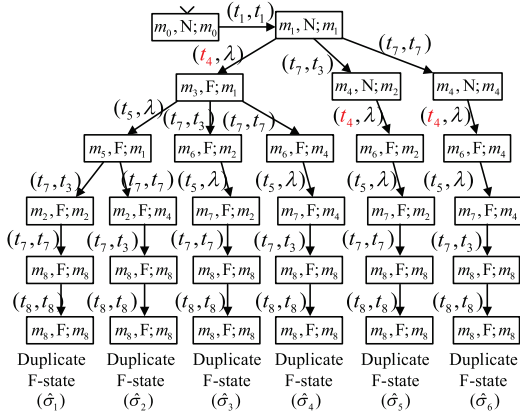 m₀, N; m₀ (t₁, t₁) m₁, N; m₁
(t₄, λ) (t₇, t₃) (t₇, t₇)
m₃, F; m₁ m₄, N; m₂ m₄, N; m₄
(t₅, λ) (t₇, t₃) (t₇, t₇) (t₄, λ) (t₄, λ)
m₅, F; m₁ m₆, F; m₂ m₆, F; m₄ m₆, F; m₂ m₆, F; m₄
(t₇, t₃) (t₇, t₇) (t₅, λ) (t₅, λ) (t₅, λ) (t₅, λ)
m₂, F; m₂ m₂, F; m₄ m₇, F; m₂ m₇, F; m₄ m₇, F; m₂ m₇, F; m₄
(t₇, t₇) (t₇, t₃) (t₇, t₇) (t₇, t₃) (t₇, t₇) (t₇, t₃)
m₈, F; m₈ m₈, F; m₈ m₈, F; m₈ m₈, F; m₈ m₈, F; m₈ m₈, F; m₈
(t₈, t₈) (t₈, t₈) (t₈, t₈) (t₈, t₈) (t₈, t₈) (t₈, t₈)
m₈, F; m₈ m₈, F; m₈ m₈, F; m₈ m₈, F; m₈ m₈, F; m₈ m₈, F; m₈
Duplicate Duplicate Duplicate Duplicate Duplicate Duplicate
F-state F-state F-state F-state F-state F-state
(σ̂₁) (σ̂₂) (σ̂₃) (σ̂₄) (σ̂₅) (σ̂₆)